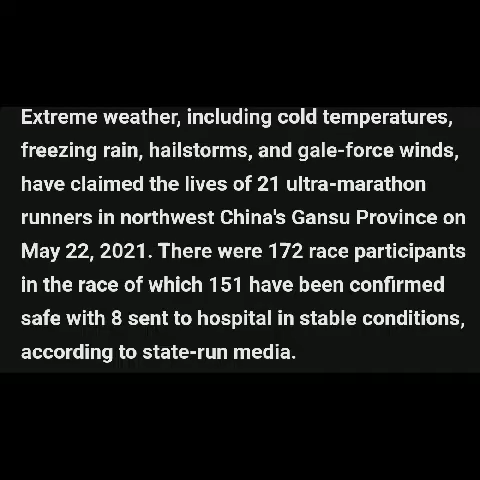 Extreme weather, including cold temperatures,
freezing rain, hailstorms, and gale-force winds,
have claimed the lives of 21 ultra-marathon
runners in northwest China's Gansu Province on
May 22, 2021. There were 172 race participants
in the race of which 151 have been confirmed
safe with 8 sent to hospital in stable conditions,
according to state-run media.